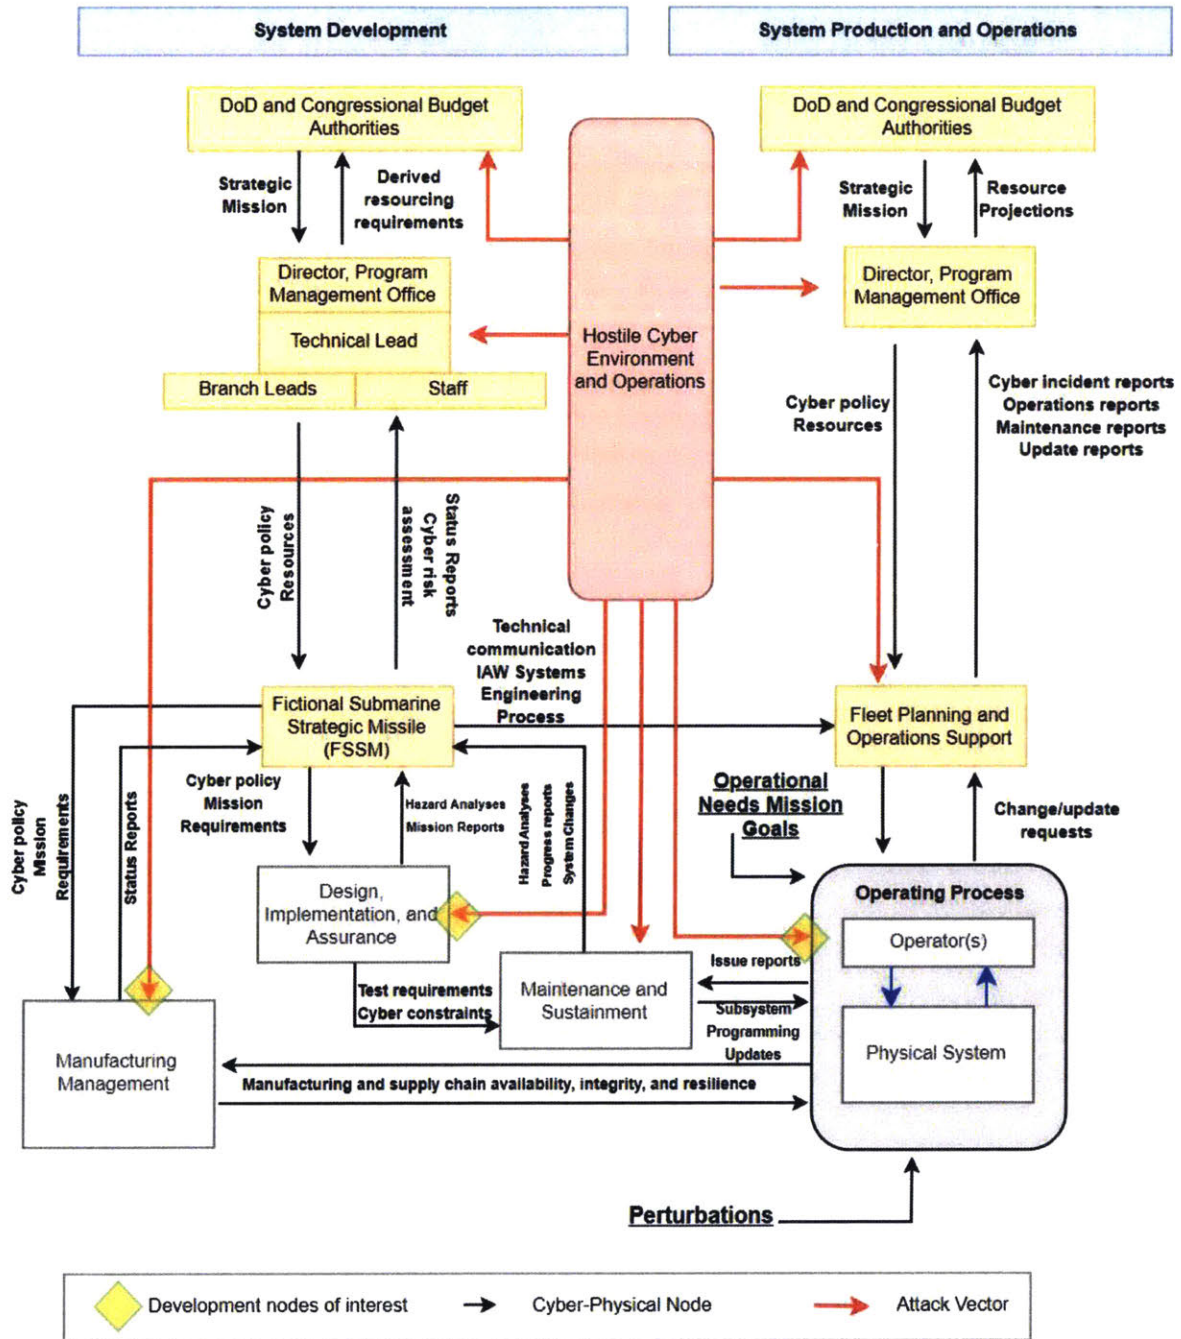 System Development
System Production and Operations
DoD and Congressional Budget
Authorities
DoD and Congressional Budget
Authorities
Strategic
Mission
Derived
resourcing
requirements
Strategic
Mission
Resource
Projections
Director, Program
Management Office
Technical Lead
Branch Leads
Staff
Hostile Cyber
Environment
and Operations
Director, Program
Management Office
Cyber policy
Resources
Cyber incident reports
Operations reports
Maintenance reports
Update reports
Cyber policy
Resources
Status Reports
Cyber risk
assessment
Technical
communication
IAW Systems
Engineering
Process
Fictional Submarine
Strategic Missile
(FSSM)
Fleet Planning and
Operations Support
Cyber policy
Mission
Requirements
Status Reports
Cyber policy
Mission
Requirements
Hazard Analyses
Mission Reports
Hazard Analyses
Progress reports
System Changes
Operational
Needs Mission
Goals
Change/update
requests
Design,
Implementation, and
Assurance
Operating Process
Operator(s)
Physical System
Issue reports
Subsystem
Programming
Updates
Test requirements
Cyber constraints
Maintenance and
Sustainment
Manufacturing
Management
Manufacturing and supply chain availability, integrity, and resilience
Perturbations
Development nodes of interest
Cyber-Physical Node
Attack Vector